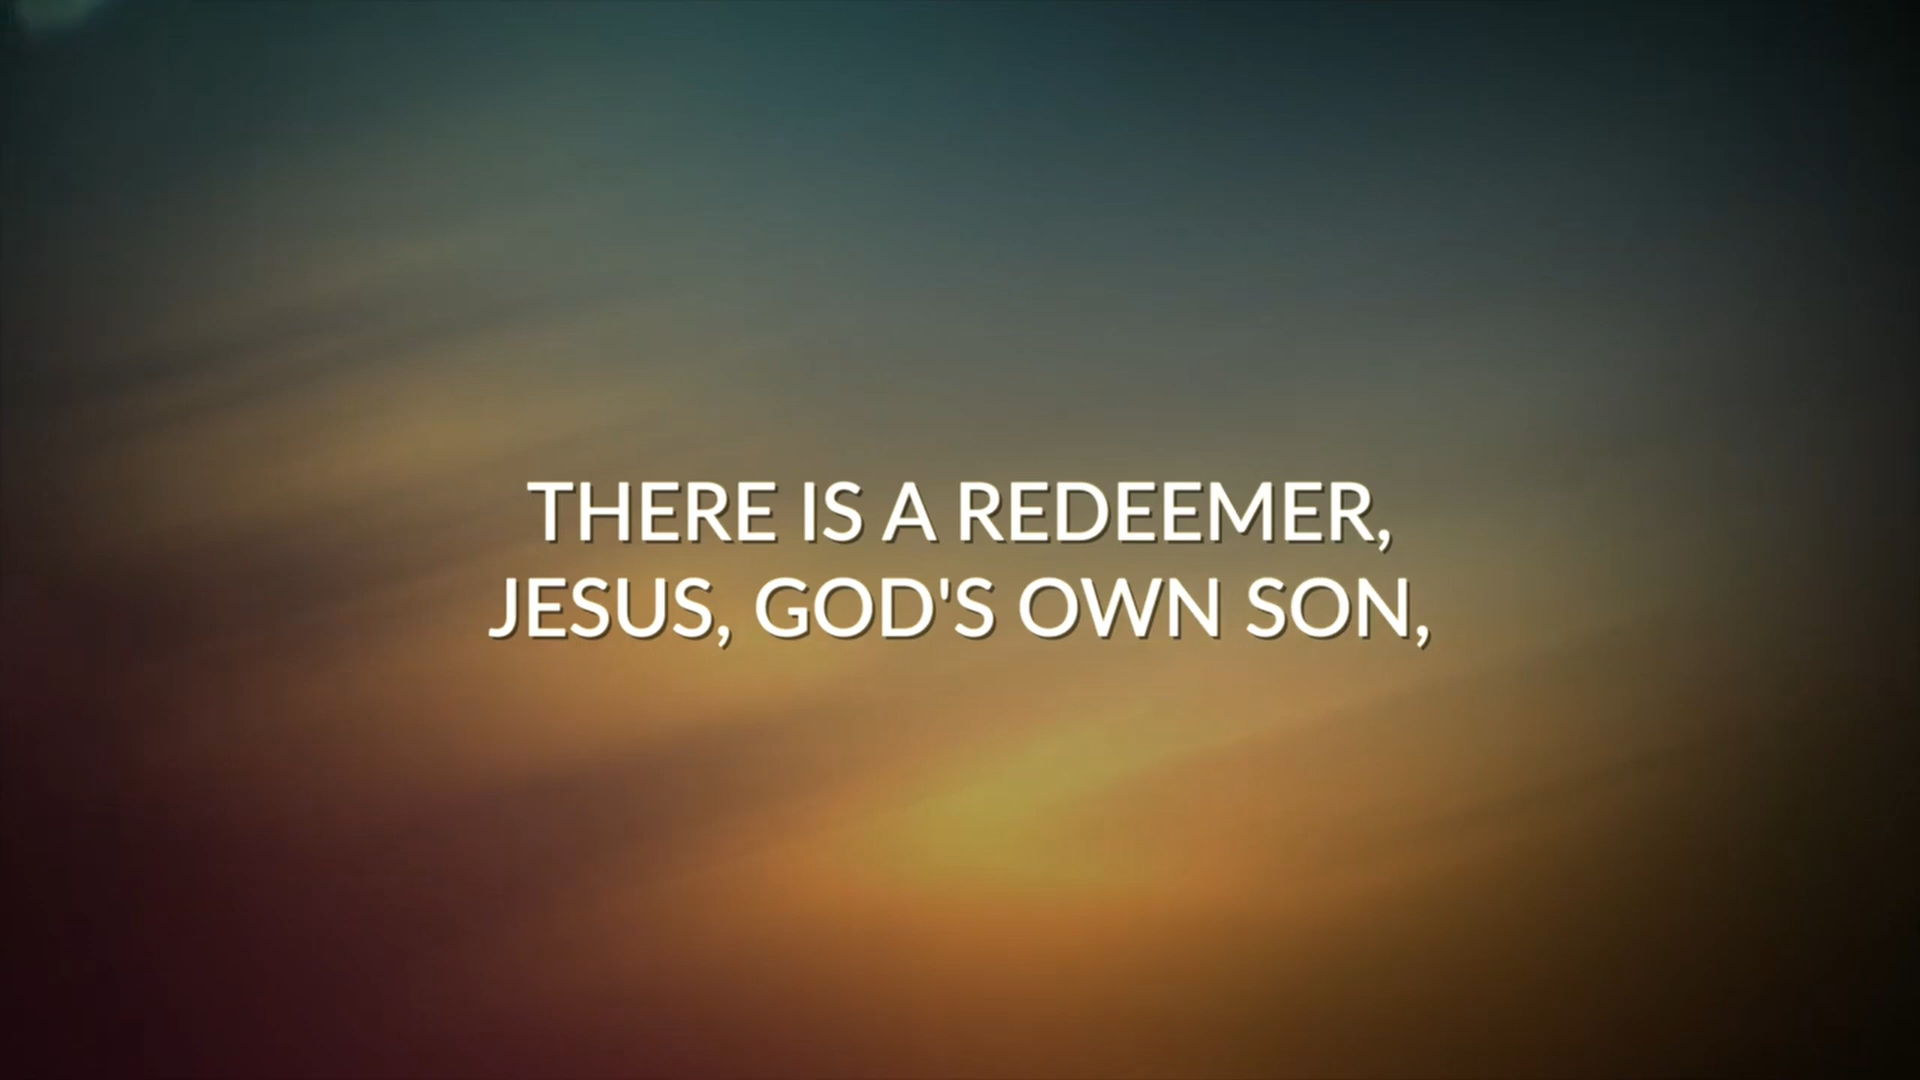 THERE IS A REDEEMER,
JESUS, GOD'S OWN SON,